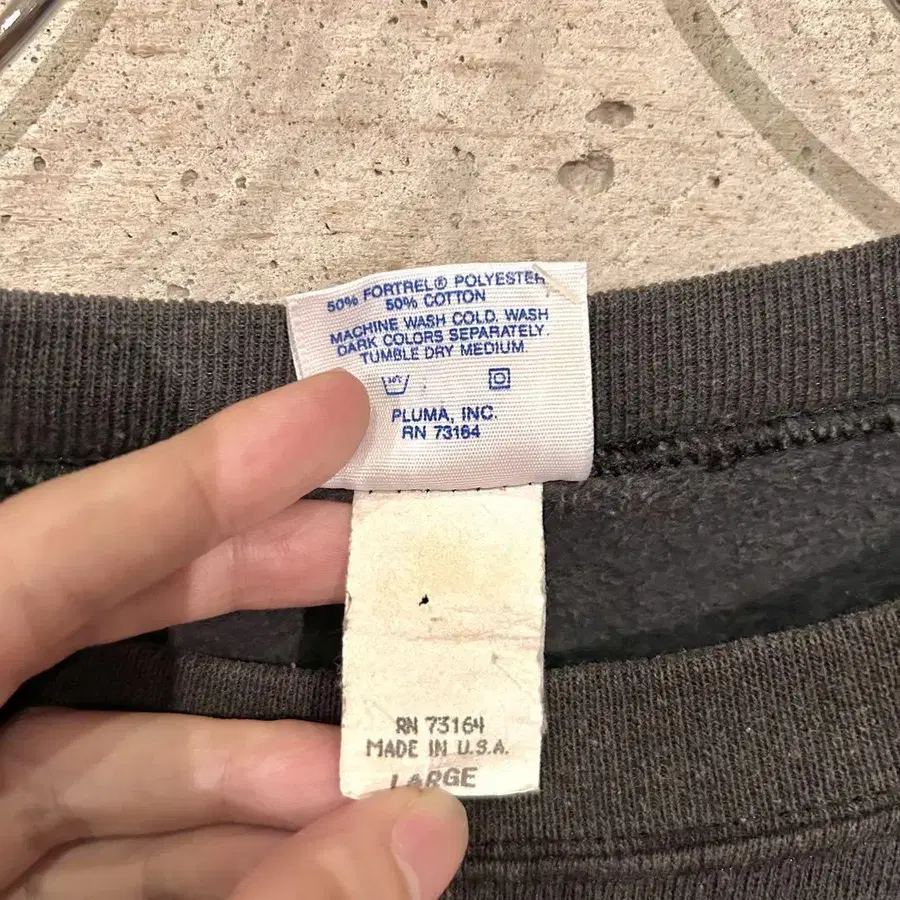 50% FORTREL® POLYESTER
50% COTTON
MACHINE WASH COLD. WASH
DARK COLORS SEPARATELY.
TUMBLE DRY MEDIUM.
PLUMA, INC.
RN 73164
RN 73164
MADE IN U.S.A.
LARGE